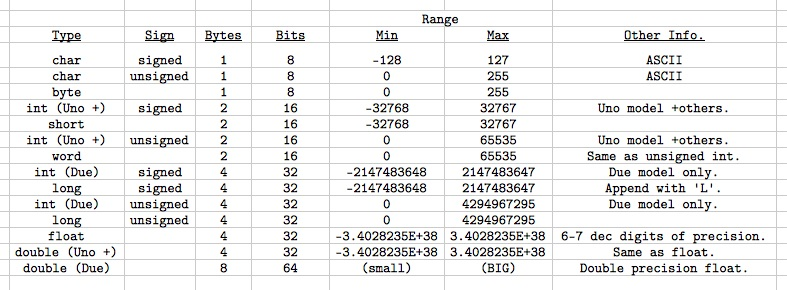 Range
Type Sign Bytes Bits Min Max Other Info.
char signed 1 8 -128 127 ASCII
char unsigned 1 8 0 255 ASCII
byte 1 8 0 255
int (Uno +) signed 2 16 -32768 32767 Uno model +others.
short 2 16 -32768 32767
int (Uno +) unsigned 2 16 0 65535 Uno model +others.
word 2 16 0 65535 Same as unsigned int.
int (Due) signed 4 32 -2147483648 2147483647 Due model only.
long signed 4 32 -2147483648 2147483647 Append with 'L'.
int (Due) unsigned 4 32 0 4294967295 Due model only.
long unsigned 4 32 0 4294967295
float 4 32 -3.4028235E+38 3.4028235E+38 6-7 dec digits of precision.
double (Uno +) 4 32 -3.4028235E+38 3.4028235E+38 Same as float.
double (Due) 8 64 (small) (BIG) Double precision float.